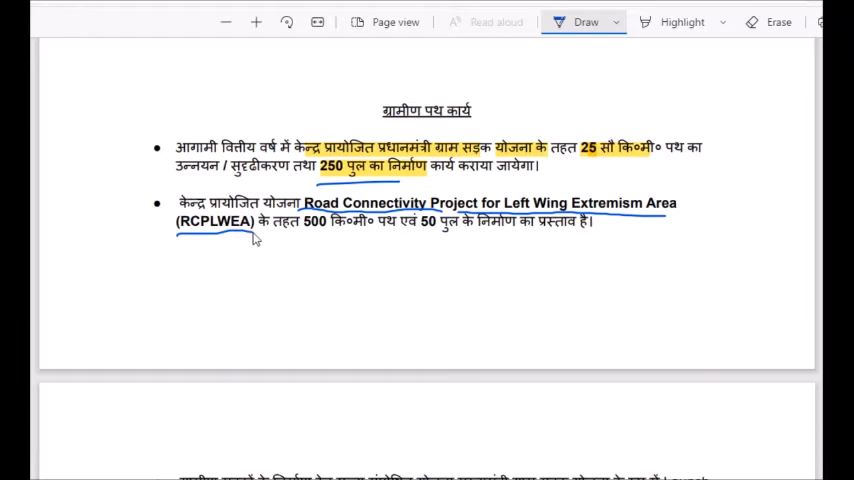 Page view
Read aloud
Draw
Highlight
Erase
ग्रामीण पथ कार्य
● आगामी वित्तीय वर्ष में केन्द्र प्रायोजित प्रधानमंत्री ग्राम सड़क योजना के तहत 25 सौ कि०मी० पथ का
उन्नयन / सुदृढीकरण तथा 250 पुल का निर्माण कार्य कराया जायेगा।
● केन्द्र प्रायोजित योजना Road Connectivity Project for Left Wing Extremism Area
(RCPLWEA) के तहत 500 कि०मी० पथ एवं 50 पुल के निर्माण का प्रस्ताव है।